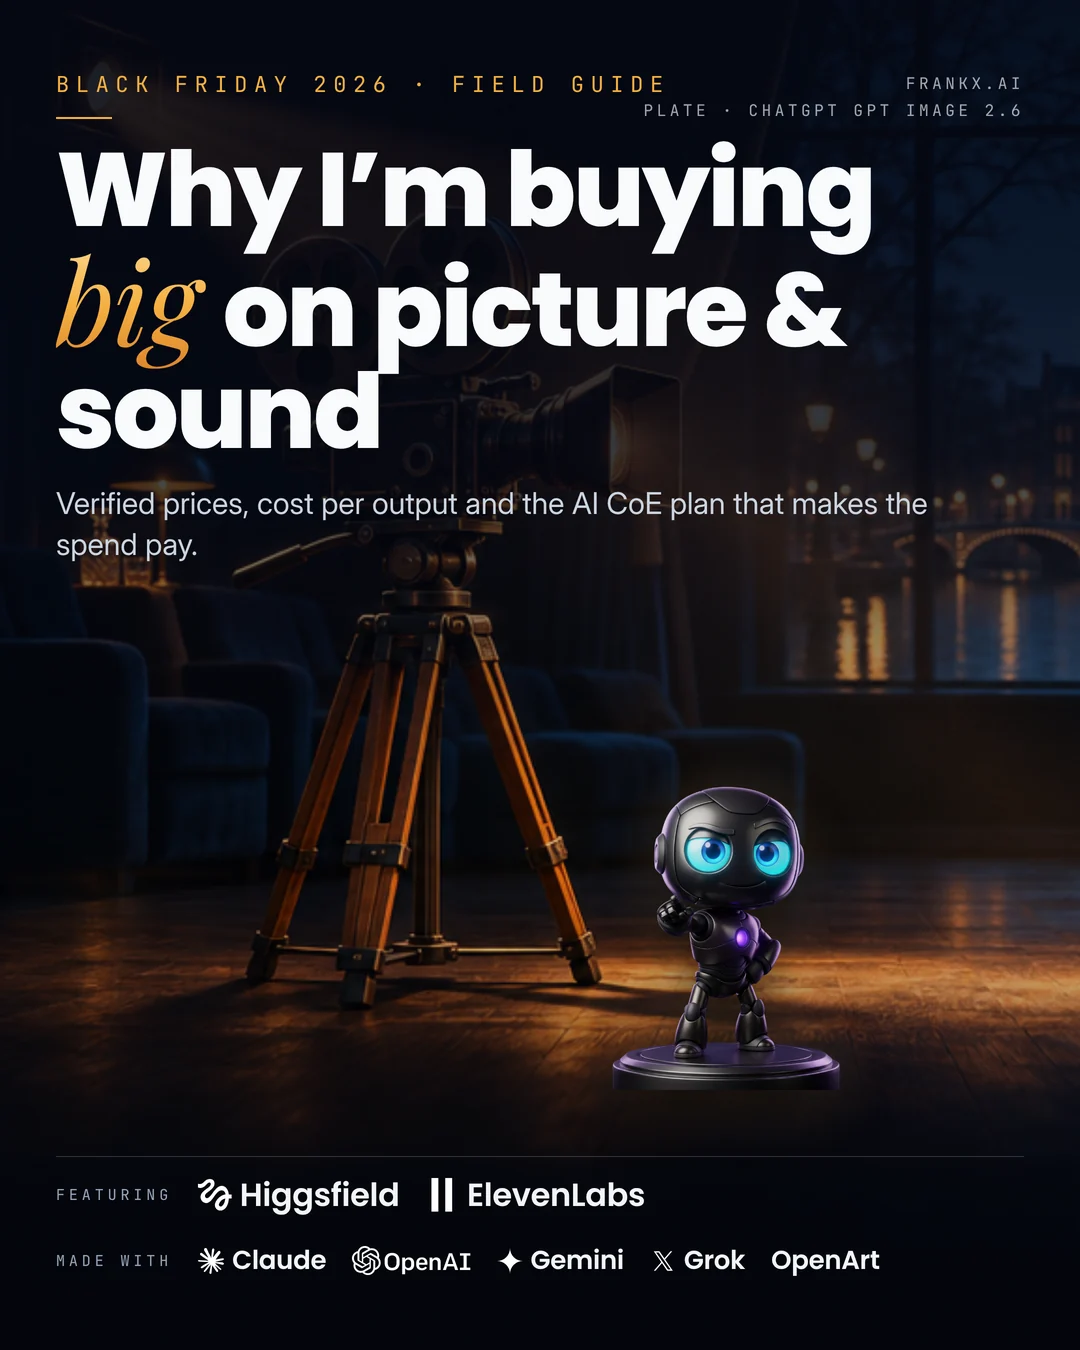 BLACK FRIDAY 2026 · FIELD GUIDE
FRANKX.AI
PLATE · CHATGPT GPT IMAGE 2.6
Why I’m buying
big on picture &
sound
Verified prices, cost per output and the AI CoE plan that makes the
spend pay.
FEATURING Higgsfield ElevenLabs
MADE WITH Claude OpenAI Gemini Grok OpenArt